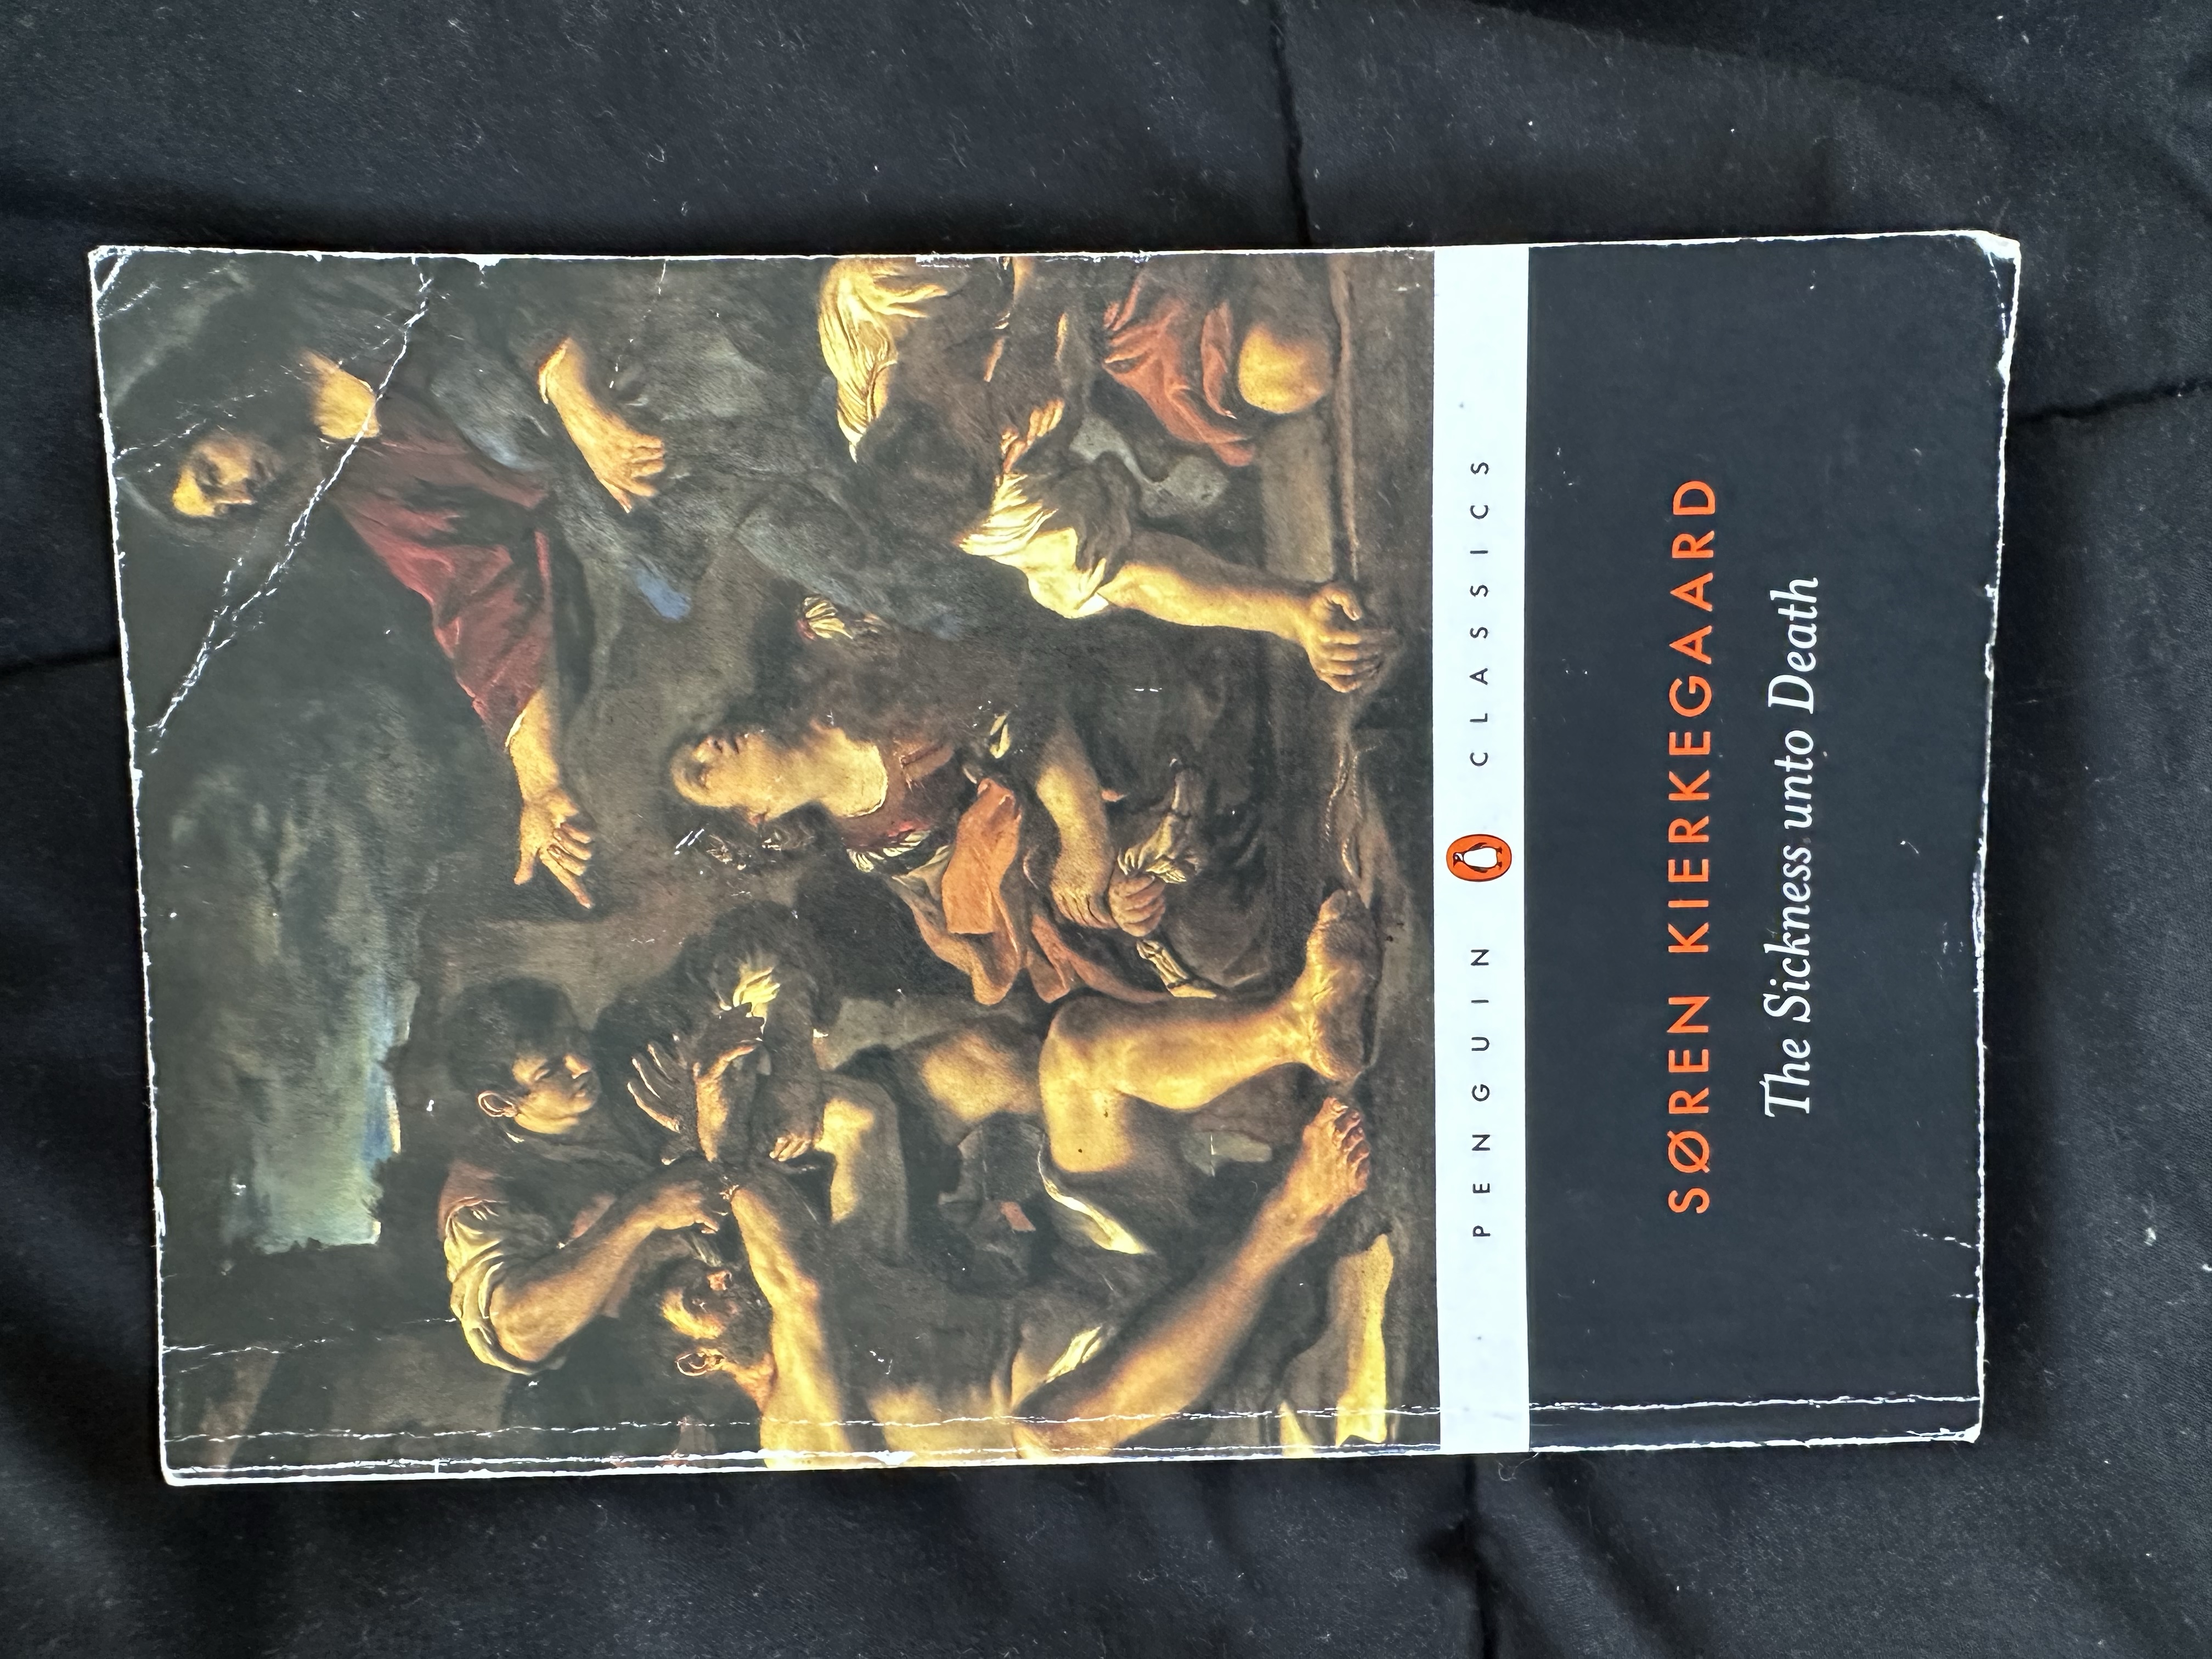 PENGUIN CLASSICS
SØREN KIERKEGAARD
The Sickness unto Death